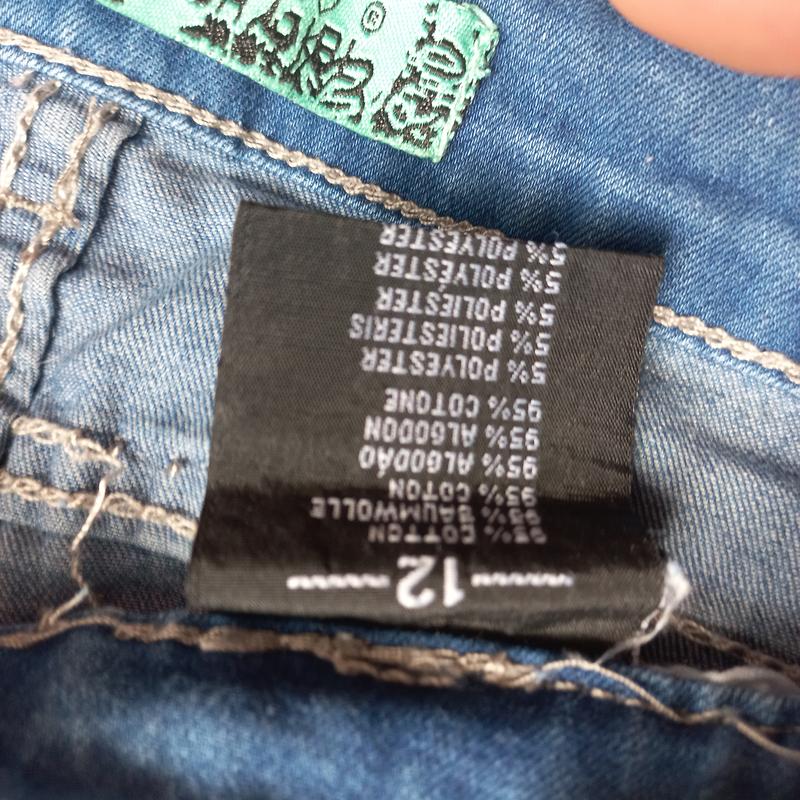 12
95% COTTON
95% BAUMWOLLE
95% COTON
95% ALGODÃO
95% ALGODON
95% COTONE
5% POLYESTER
5% POLIESTERIS
5% POLIESTER
5% POLYÉSTER
5% POLYESTER